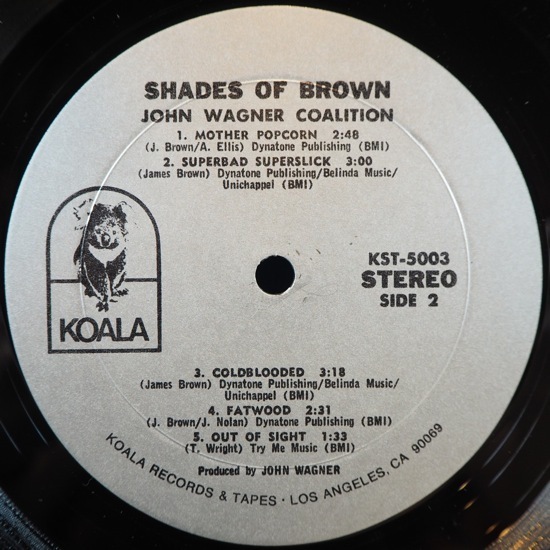 SHADES OF BROWN
JOHN WAGNER COALITION
1. MOTHER POPCORN 2:48
(J. Brown/A. Ellis) Dynatone Publishing (BMI)
2. SUPERBAD SUPERSLICK 3:00
(James Brown) Dynatone Publishing/Belinda Music/
Unichappel (BMI)
KOALA
KST-5003
STEREO
SIDE 2
3. COLDBLOODED 3:18
(James Brown) Dynatone Publishing/Belinda Music/
Unichappel (BMI)
4. FATWOOD 2:31
(J. Brown/J. Nolan) Dynatone Publishing (BMI)
5. OUT OF SIGHT 1:33
(T. Wright) Try Me Music (BMI)
Produced by JOHN WAGNER
KOALA RECORDS & TAPES · LOS ANGELES, CA 90069